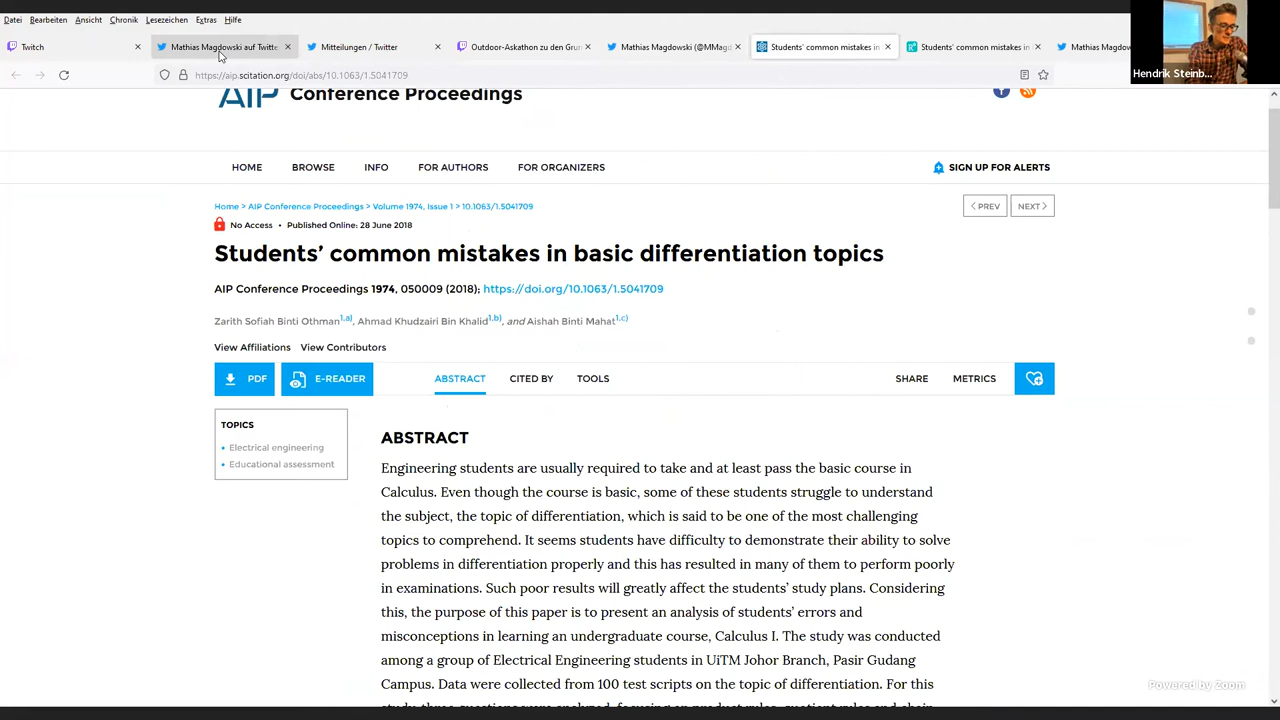 Datei Bearbeiten Ansicht Chronik Lesezeichen Extras Hilfe
Twitch
Mathias Magdowski auf Twitte
Mitteilungen / Twitter
Outdoor-Askathon zu den Grun
Mathias Magdowski (@MMagd
Students' common mistakes in
Students' common mistakes in
Mathias Magdow
Hendrik Steinb...
https://aip.scitation.org/doi/abs/10.1063/1.5041709
AIP Conference Proceedings
HOME BROWSE INFO FOR AUTHORS FOR ORGANIZERS SIGN UP FOR ALERTS
Home > AIP Conference Proceedings > Volume 1974, Issue 1 > 10.1063/1.5041709
< PREV NEXT >
No Access • Published Online: 28 June 2018
Students' common mistakes in basic differentiation topics
AIP Conference Proceedings 1974, 050009 (2018); https://doi.org/10.1063/1.5041709
Zarith Sofiah Binti Othman1,a), Ahmad Khudzairi Bin Khalid1,b), and Aishah Binti Mahat1,c)
View Affiliations View Contributors
PDF E-READER ABSTRACT CITED BY TOOLS SHARE METRICS
TOPICS
• Electrical engineering
• Educational assessment
ABSTRACT
Engineering students are usually required to take and at least pass the basic course in
Calculus. Even though the course is basic, some of these students struggle to understand
the subject, the topic of differentiation, which is said to be one of the most challenging
topics to comprehend. It seems students have difficulty to demonstrate their ability to solve
problems in differentiation properly and this has resulted in many of them to perform poorly
in examinations. Such poor results will greatly affect the students' study plans. Considering
this, the purpose of this paper is to present an analysis of students' errors and
misconceptions in learning an undergraduate course, Calculus I. The study was conducted
among a group of Electrical Engineering students in UiTM Johor Branch, Pasir Gudang
Campus. Data were collected from 100 test scripts on the topic of differentiation. For this
study, three questions were analyzed, focusing on product rules, quotient rules and chain
Powered by Zoom